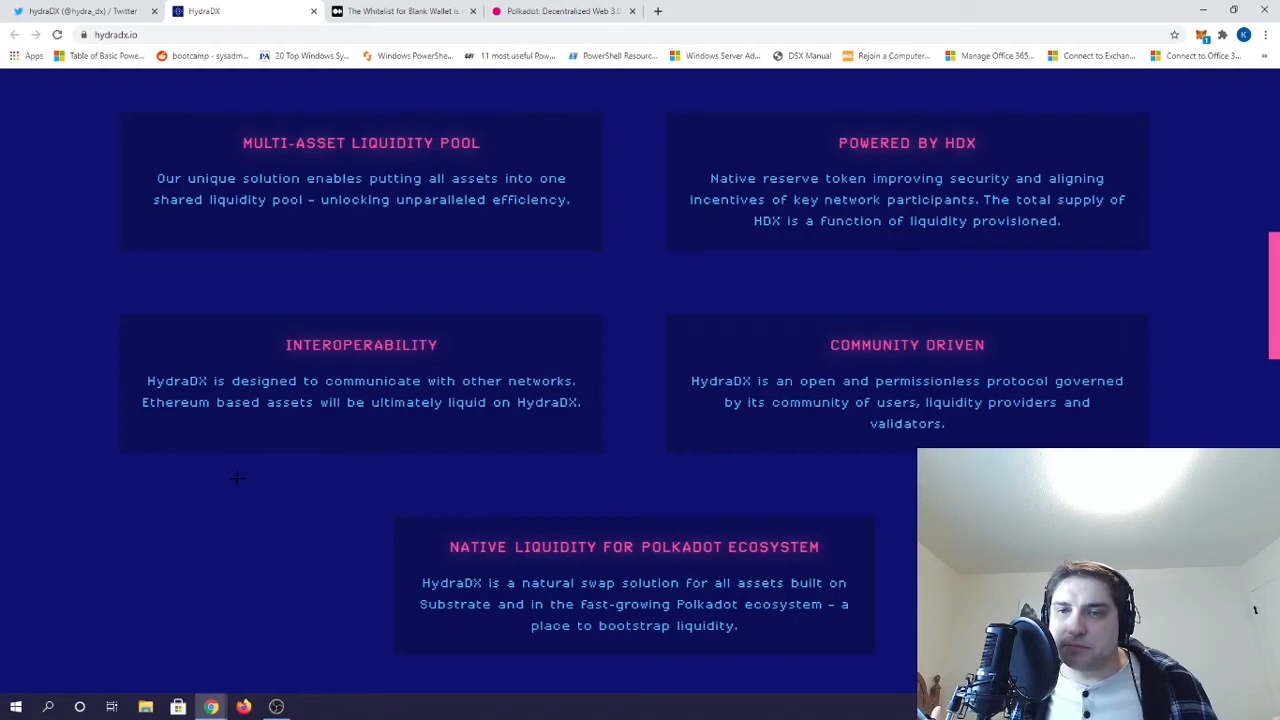 hydraDX (@hydra_dx) / Twitter
HydraDX
The Whitelist for Blank Wallet is
Polkadot: Decentralized Web 3.0
hydradx.io
Apps
Table of Basic Powe...
bootcamp - sysadm...
20 Top Windows Sy...
Windows PowerShe...
11 most useful Pow...
PowerShell Resourc...
Windows Server Ad...
DSX Manual
Rejoin a Computer...
Manage Office 365...
Connect to Exchan...
Connect to Office 3...
MULTI-ASSET LIQUIDITY POOL
Our unique solution enables putting all assets into one
shared liquidity pool - unlocking unparalleled efficiency.
POWERED BY HDX
Native reserve token improving security and aligning
incentives of key network participants. The total supply of
HDX is a function of liquidity provisioned.
INTEROPERABILITY
HydraDX is designed to communicate with other networks.
Ethereum based assets will be ultimately liquid on HydraDX.
COMMUNITY DRIVEN
HydraDX is an open and permissionless protocol governed
by its community of users, liquidity providers and
validators.
NATIVE LIQUIDITY FOR POLKADOT ECOSYSTEM
HydraDX is a natural swap solution for all assets built on
Substrate and in the fast-growing Polkadot ecosystem - a
place to bootstrap liquidity.